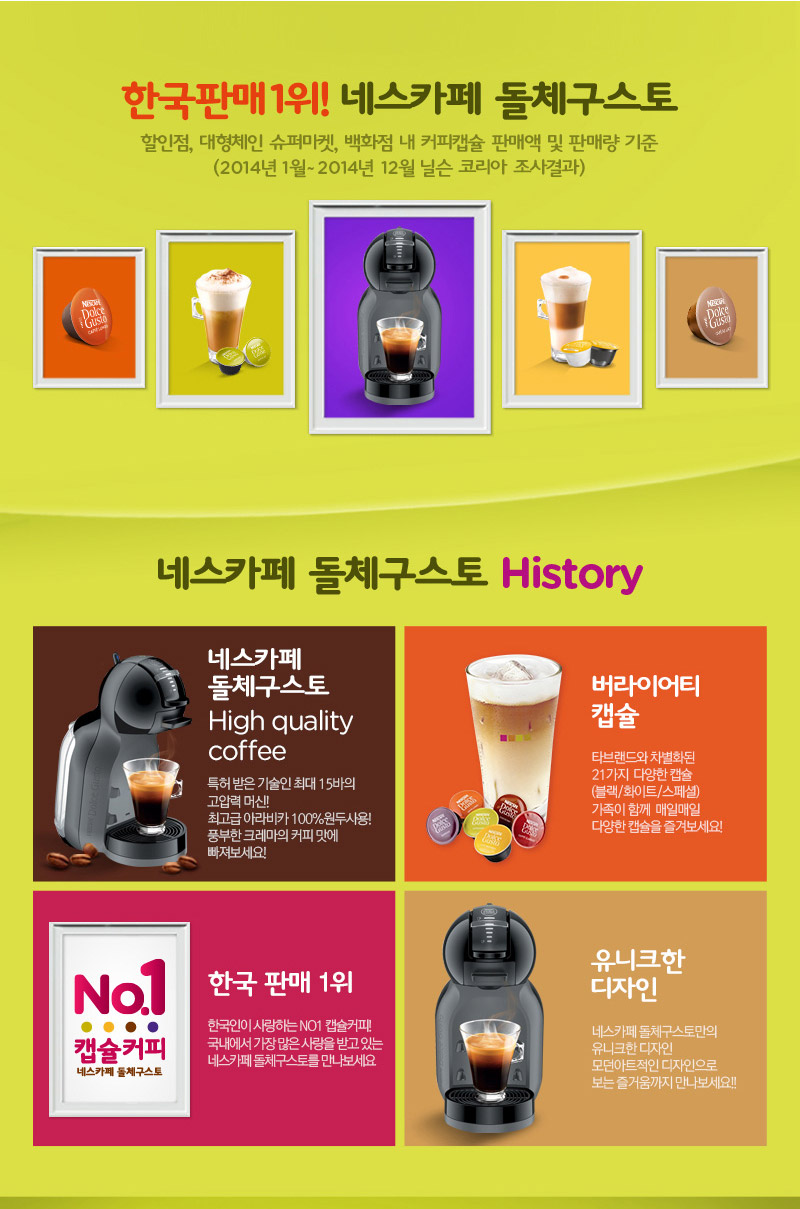 한국판매1위! 네스카페 돌체구스토
할인점, 대형체인 슈퍼마켓, 백화점 내 커피캡슐 판매액 및 판매량 기준
(2014년 1월~2014년 12월 닐슨 코리아 조사결과)
NESCAFÉ
Dolce
Gusto
NESCAFÉ
Dolce
Gusto
네스카페 돌체구스토 History
네스카페
돌체구스토
High quality
coffee
특허 받은 기술인 최대 15바의
고압력 머신!
최고급 아라비카 100%원두사용!
풍부한 크레마의 커피 맛에
빠져보세요!
버라이어티
캡슐
타브랜드와 차별화된
21가지 다양한 캡슐
(블랙/화이트/스페셜)
가족이 함께 매일매일
다양한 캡슐을 즐겨보세요!
No.1
캡슐커피
네스카페 돌체구스토
한국 판매 1위
한국인이 사랑하는 NO1 캡슐커피!
국내에서 가장 많은 사랑을 받고 있는
네스카페 돌체구스토를 만나보세요
유니크한
디자인
네스카페 돌체구스토만의
유니크한 디자인
모던아트적인 디자인으로
보는 즐거움까지 만나보세요!!